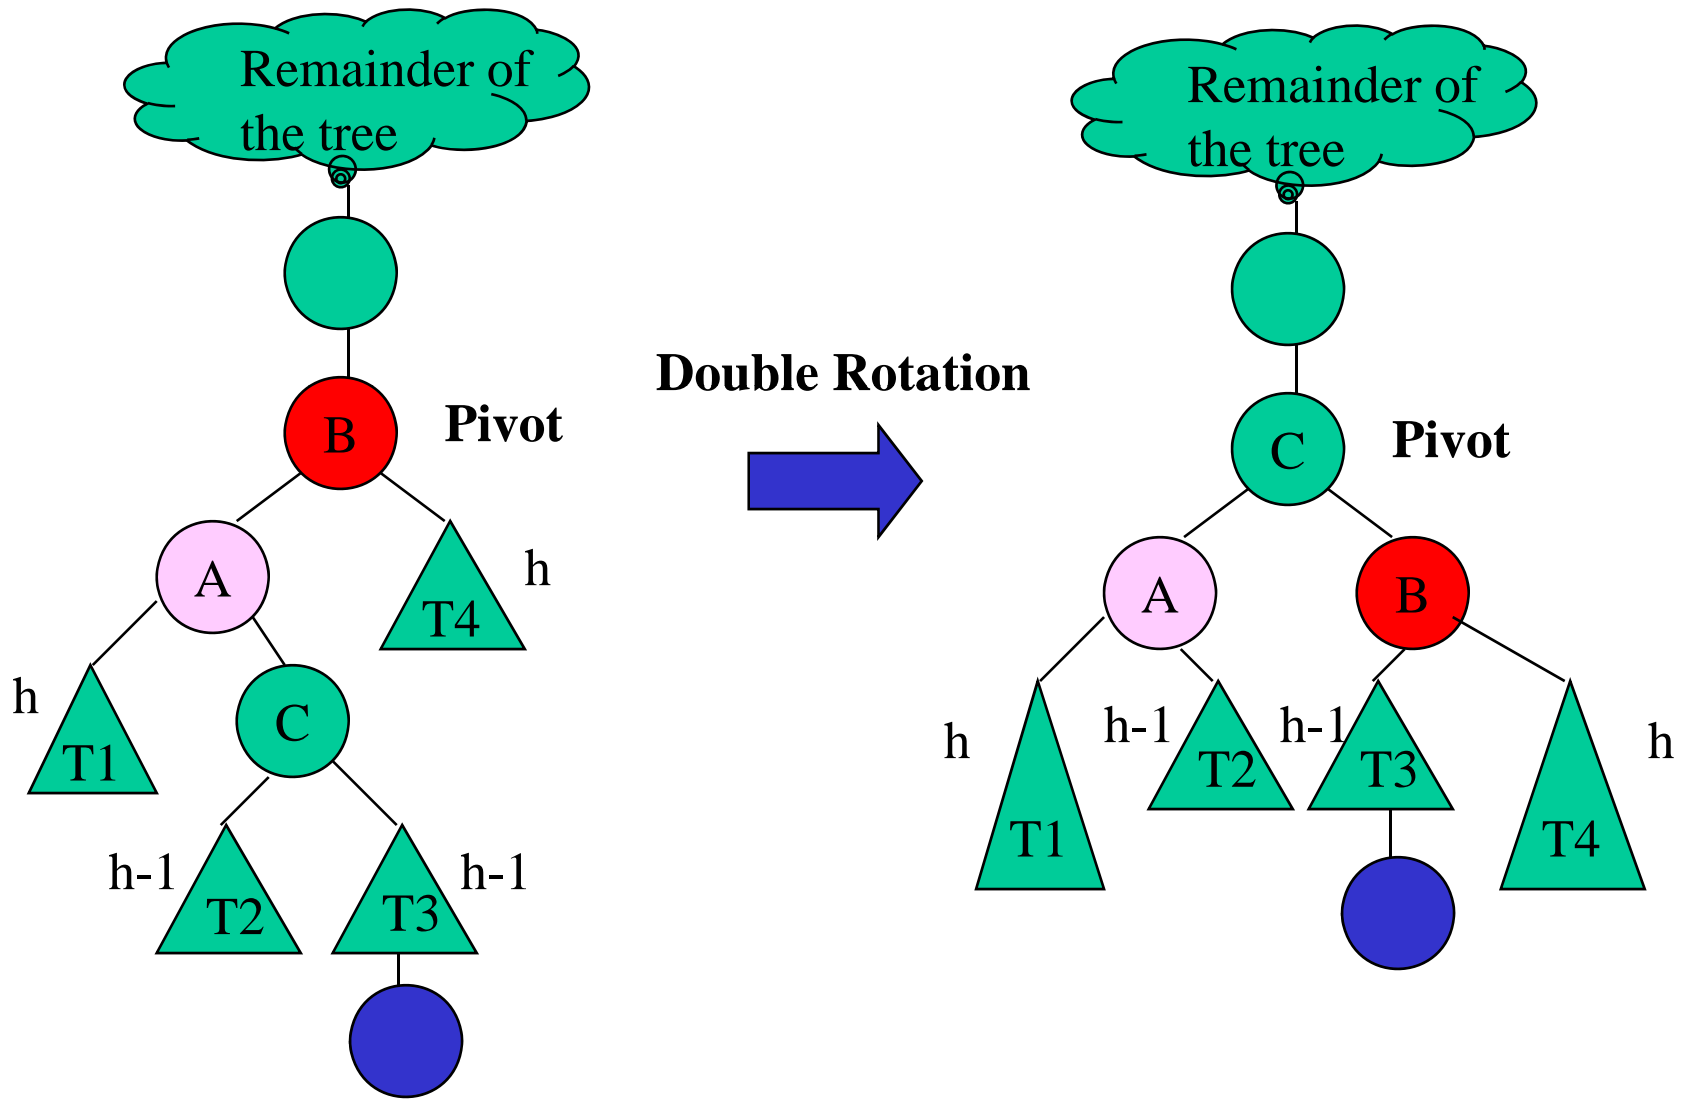 Remainder of
the tree
B
Pivot
A
T4
h
h
T1
C
h-1
T2
T3
h-1
Double Rotation
Remainder of
the tree
C
Pivot
A
B
h
T1
h-1
T2
h-1
T3
T4
h